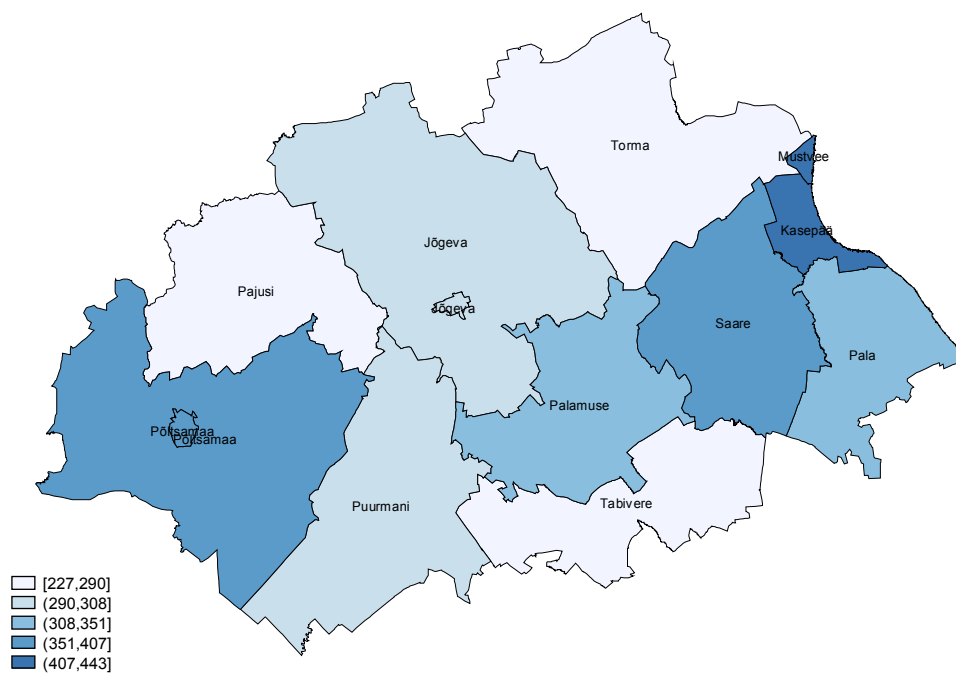 Torma
Mustvee
Kasepää
Jõgeva
Pajusi
Jõgeva
Saare
Pala
Palamuse
Põltsamaa
Põltsamaa
Puurmani
Tabivere
[227,290]
(290,308]
(308,351]
(351,407]
(407,443]